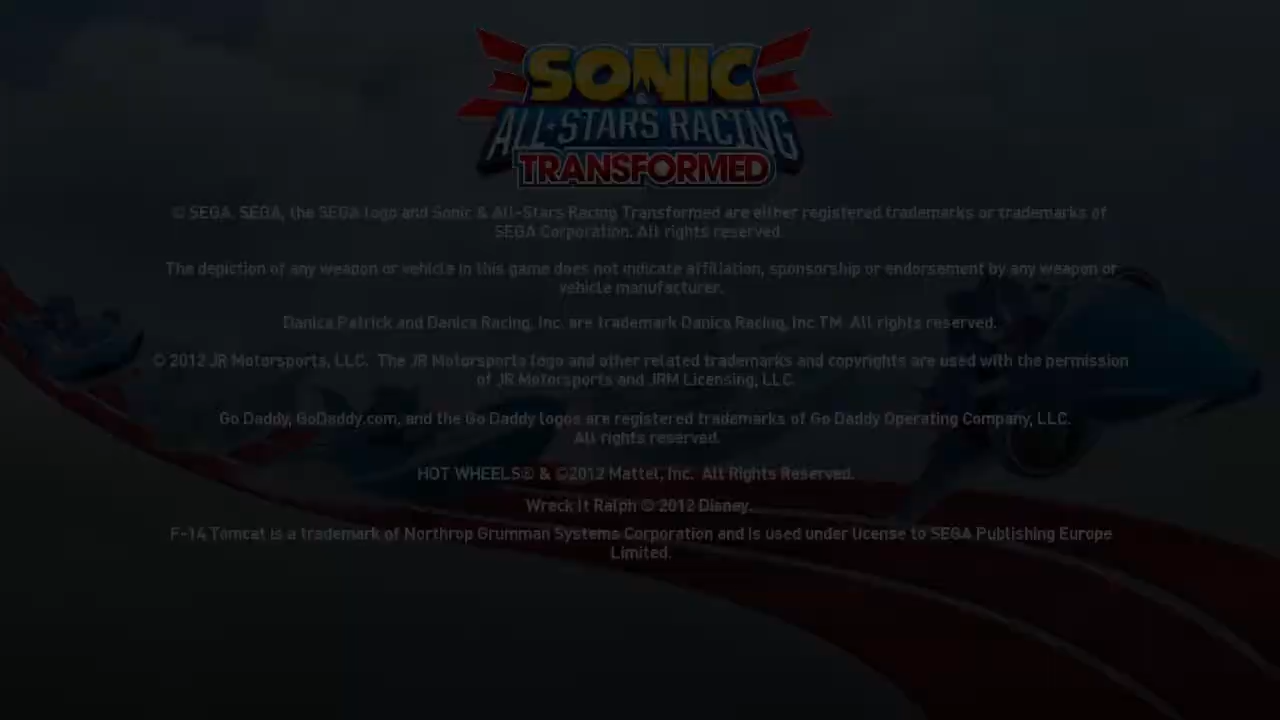 SONIC
&
ALL-STARS RACING
TRANSFORMED
© SEGA. SEGA, the SEGA logo and Sonic & All-Stars Racing Transformed are either registered trademarks or trademarks of
SEGA Corporation. All rights reserved.
The depiction of any weapon or vehicle in this game does not indicate affiliation, sponsorship or endorsement by any weapon or
vehicle manufacturer.
Danica Patrick and Danica Racing, Inc. are trademark Danica Racing, Inc TM. All rights reserved.
© 2012 JR Motorsports, LLC.  The JR Motorsports logo and other related trademarks and copyrights are used with the permission
of JR Motorsports and JRM Licensing, LLC.
Go Daddy, GoDaddy.com, and the Go Daddy logos are registered trademarks of Go Daddy Operating Company, LLC.
All rights reserved.
HOT WHEELS® & ©2012 Mattel, Inc.  All Rights Reserved.
Wreck It Ralph © 2012 Disney.
F-14 Tomcat is a trademark of Northrop Grumman Systems Corporation and is used under license to SEGA Publishing Europe
Limited.